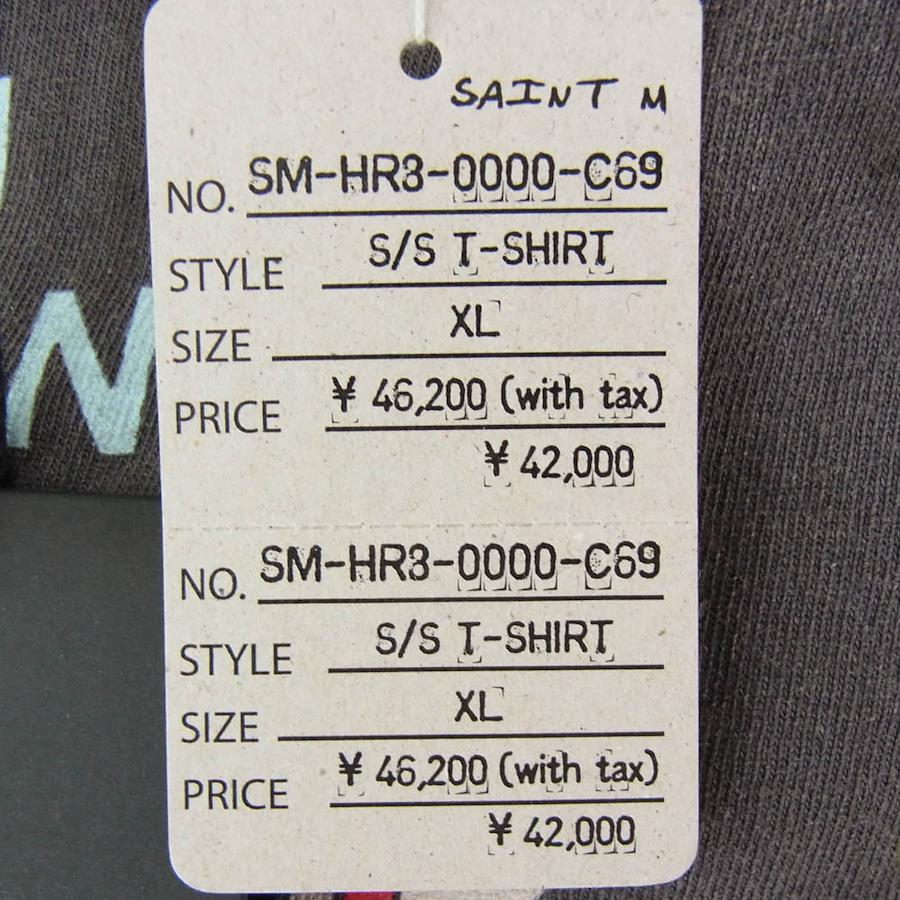 SAINT M
NO. SM-HR3-0000-C69
STYLE S/S T-SHIRT
SIZE XL
PRICE ¥ 46,200 (with tax)
¥ 42,000
NO. SM-HR3-0000-C69
STYLE S/S T-SHIRT
SIZE XL
PRICE ¥ 46,200 (with tax)
¥ 42,000